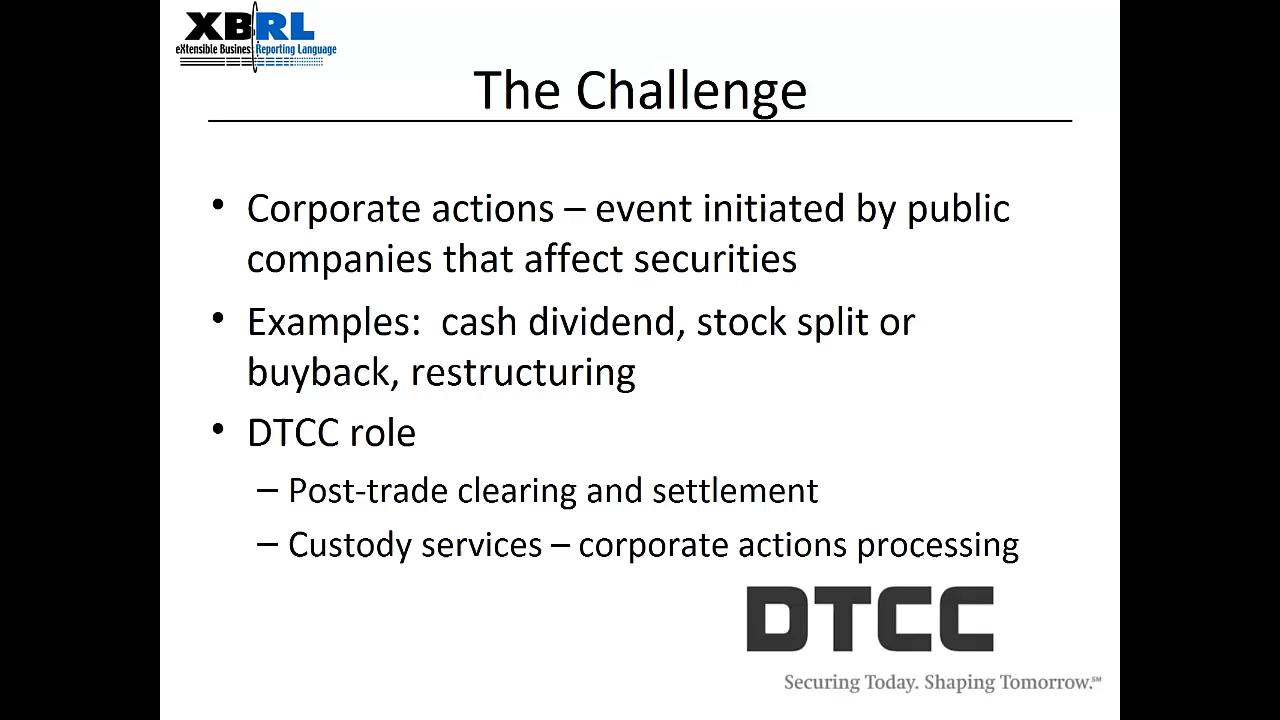 XBRL
eXtensible Business Reporting Language
The Challenge
• Corporate actions – event initiated by public
companies that affect securities
• Examples:  cash dividend, stock split or
buyback, restructuring
• DTCC role
– Post-trade clearing and settlement
– Custody services – corporate actions processing
DTCC
Securing Today. Shaping Tomorrow.℠